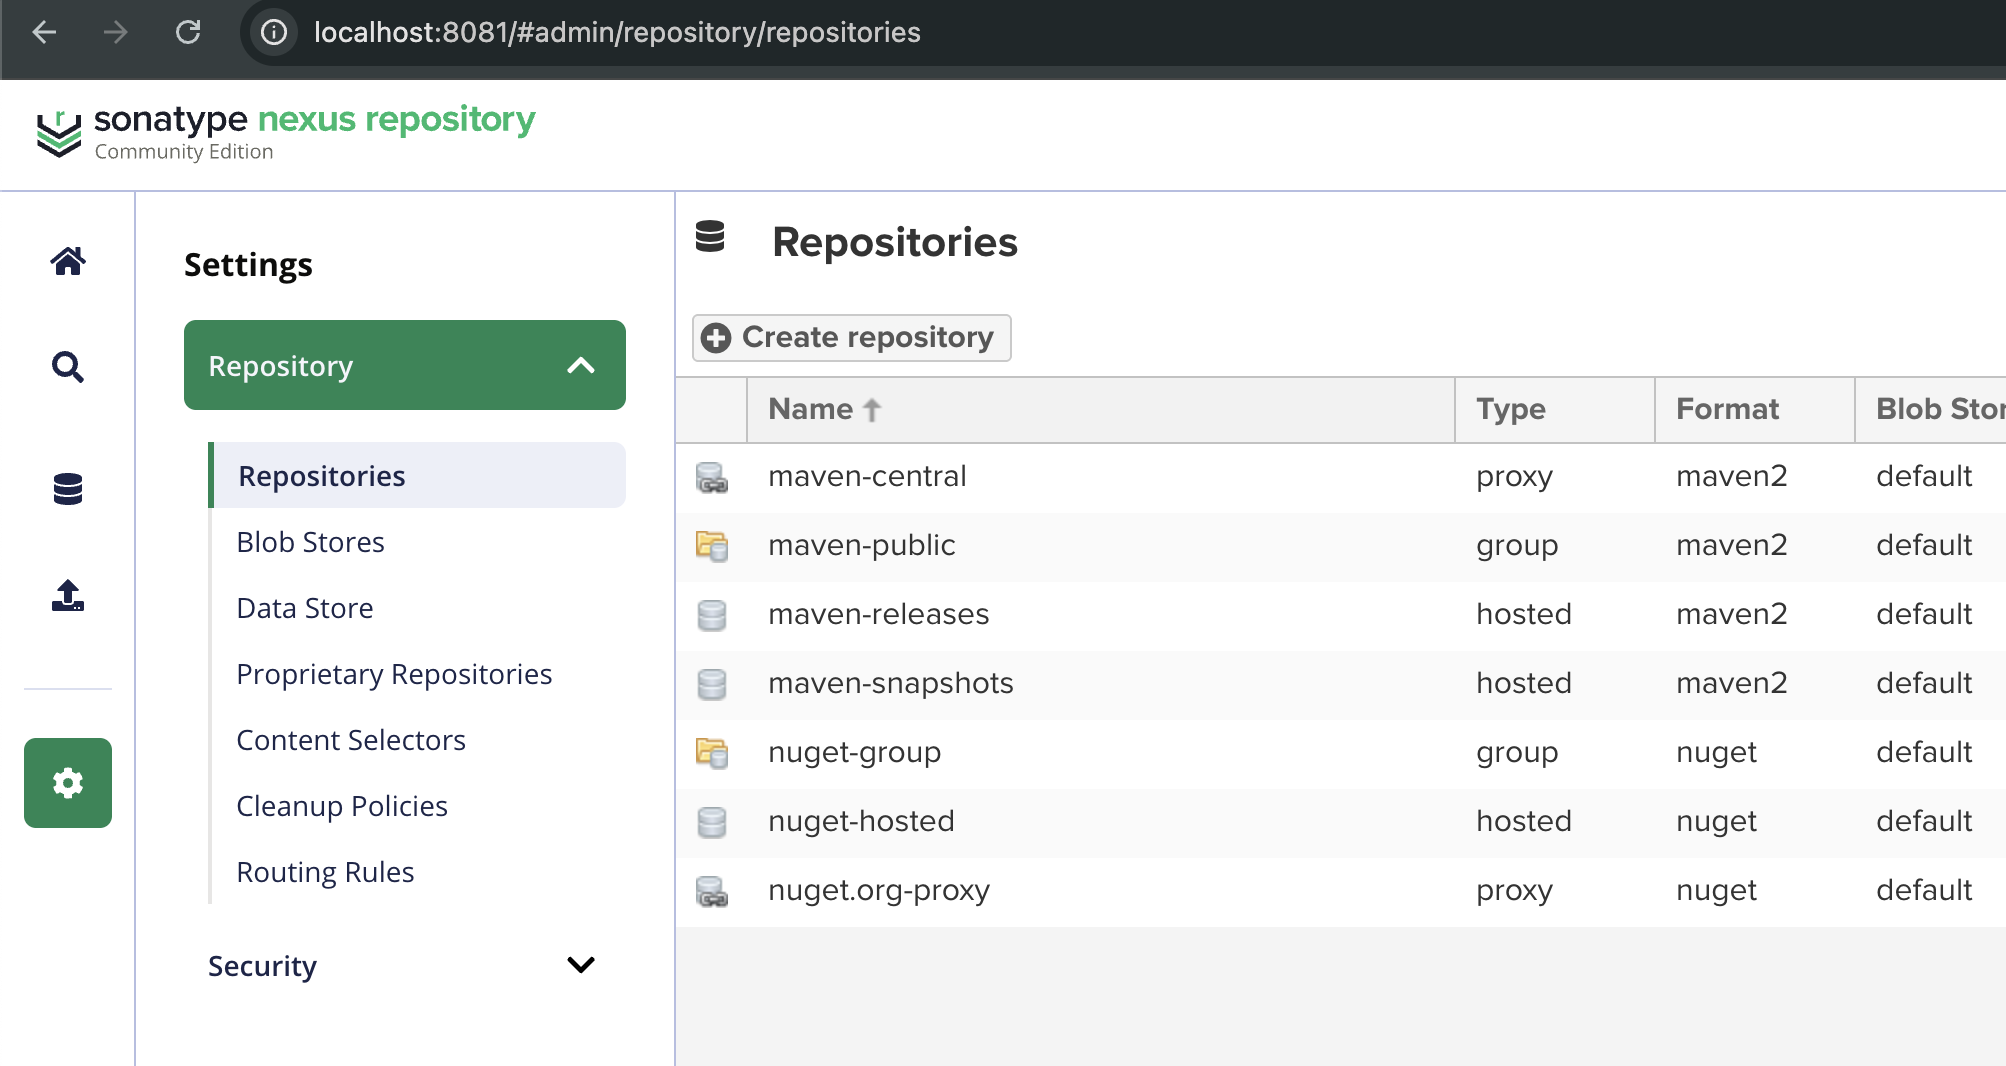 localhost:8081/#admin/repository/repositories
sonatype nexus repository
Community Edition
Settings
Repository
Repositories
Blob Stores
Data Store
Proprietary Repositories
Content Selectors
Cleanup Policies
Routing Rules
Security
Repositories
Create repository
Name Type Format Blob Stor
maven-central proxy maven2 default
maven-public group maven2 default
maven-releases hosted maven2 default
maven-snapshots hosted maven2 default
nuget-group group nuget default
nuget-hosted hosted nuget default
nuget.org-proxy proxy nuget default